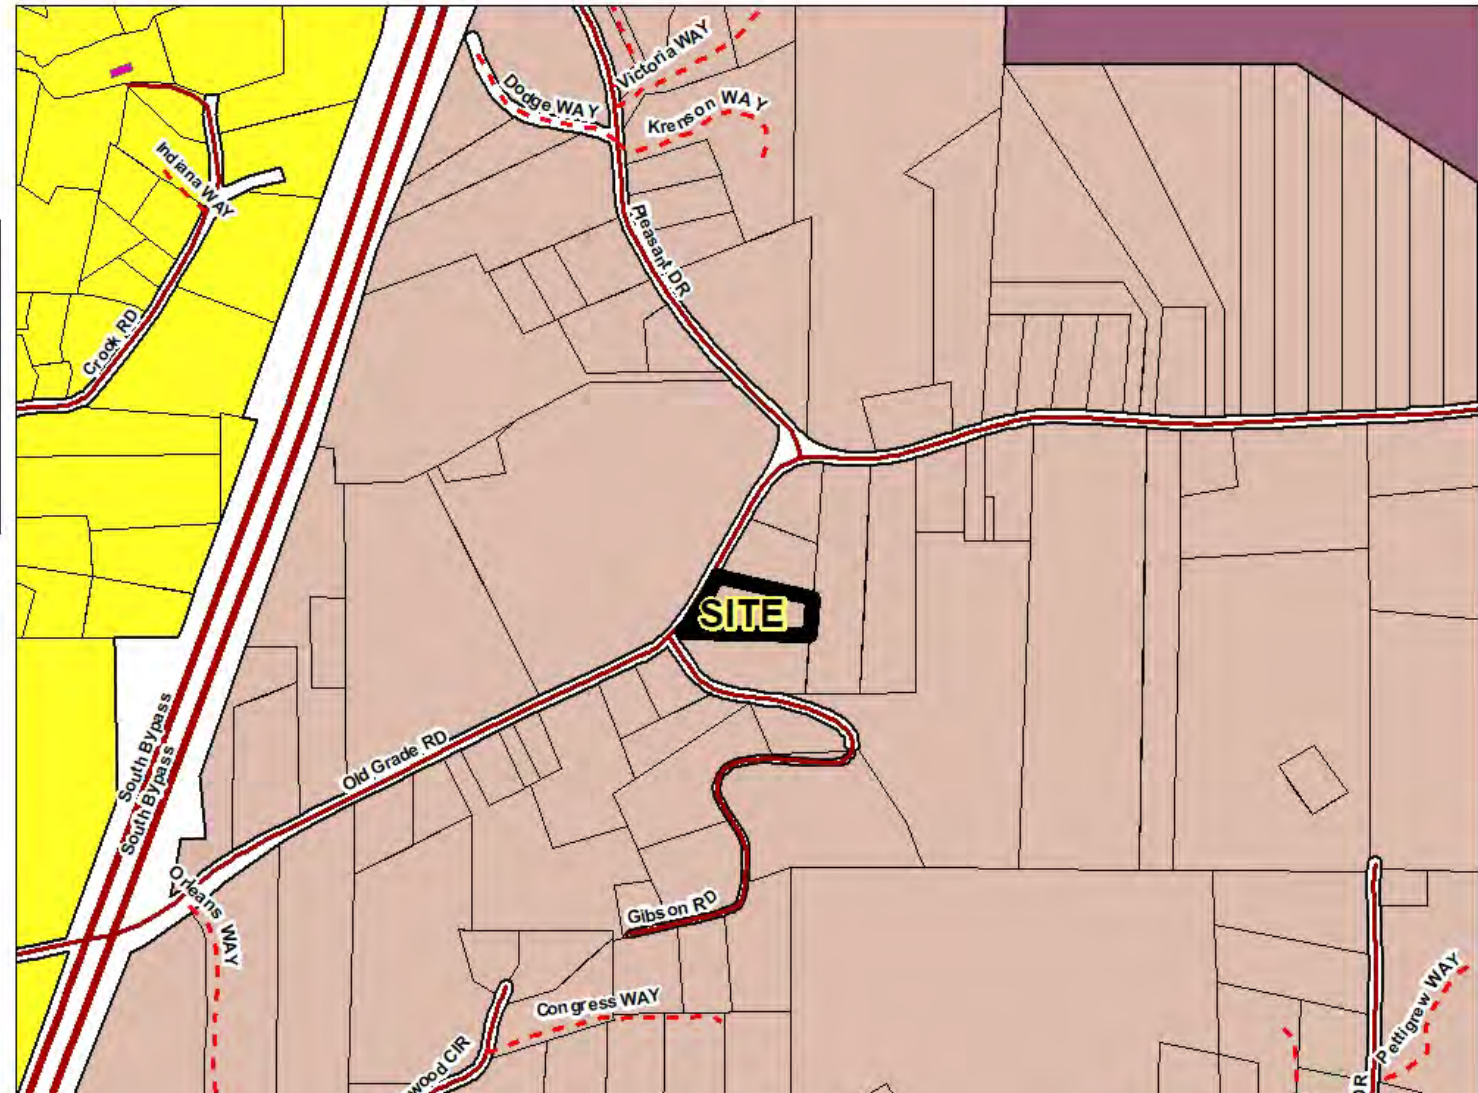 Victoria WAY
Dodge WAY
Krenson WAY
Indiana WAY
Pleasant DR
Crook RD
SITE
South Bypass
South Bypass
Old Grade RD
Orleans WAY
Gibson RD
Congress WAY
wood CIR
Pettigrew WAY
DR